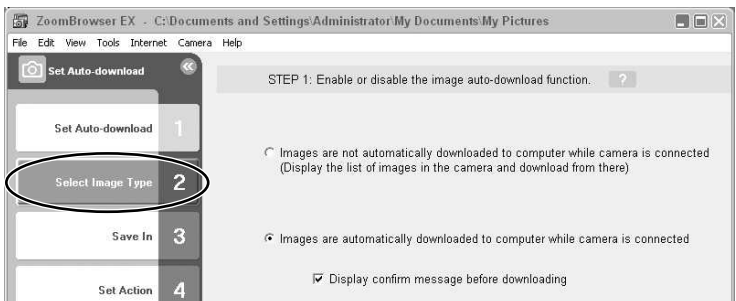 ZoomBrowser EX - C:\Documents and Settings\Administrator\My Documents\My Pictures
File Edit View Tools Internet Camera Help
Set Auto-download
STEP 1: Enable or disable the image auto-download function. ?
Set Auto-download 1
Images are not automatically downloaded to computer while camera is connected
(Display the list of images in the camera and download from there)
Select Image Type 2
Save In 3
Images are automatically downloaded to computer while camera is connected
Display confirm message before downloading
Set Action 4